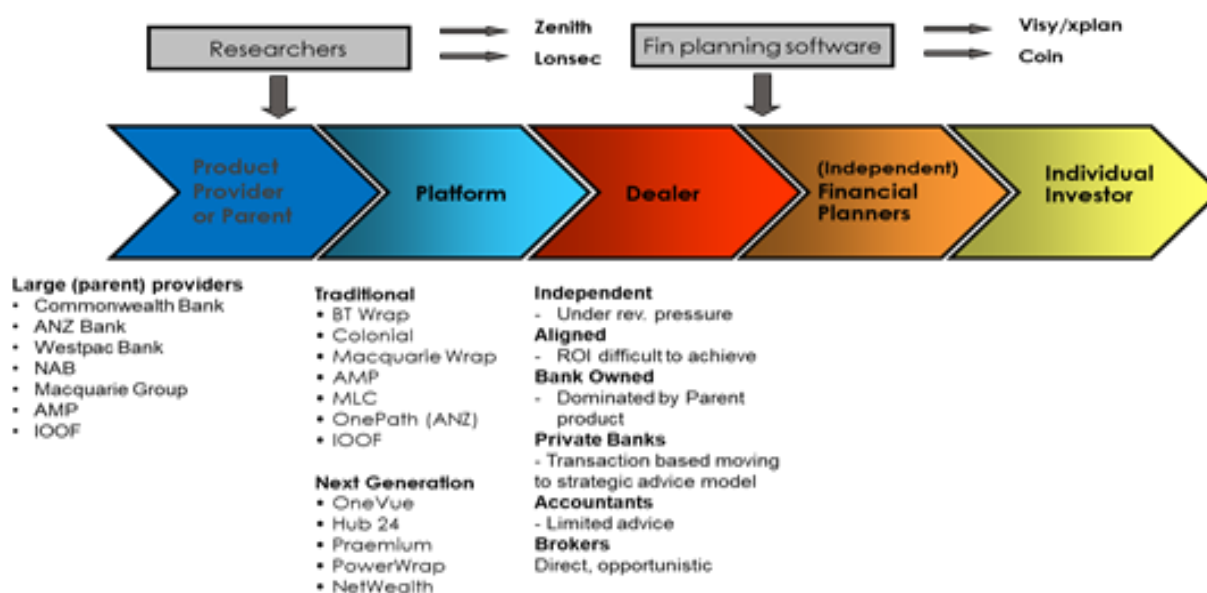 Researchers
Zenith
Lonsec
Fin planning software
Visy/xplan
Coin
Product
Provider
or Parent
Platform
Dealer
(Independent)
Financial
Planners
Individual
Investor
Large (parent) providers
• Commonwealth Bank
• ANZ Bank
• Westpac Bank
• NAB
• Macquarie Group
• AMP
• IOOF
Traditional
• BT Wrap
• Colonial
• Macquarie Wrap
• AMP
• MLC
• OnePath (ANZ)
• IOOF
Next Generation
• OneVue
• Hub 24
• Praemium
• PowerWrap
• NetWealth
Independent
- Under rev. pressure
Aligned
- ROI difficult to achieve
Bank Owned
- Dominated by Parent
product
Private Banks
- Transaction based moving
to strategic advice model
Accountants
- Limited advice
Brokers
Direct, opportunistic